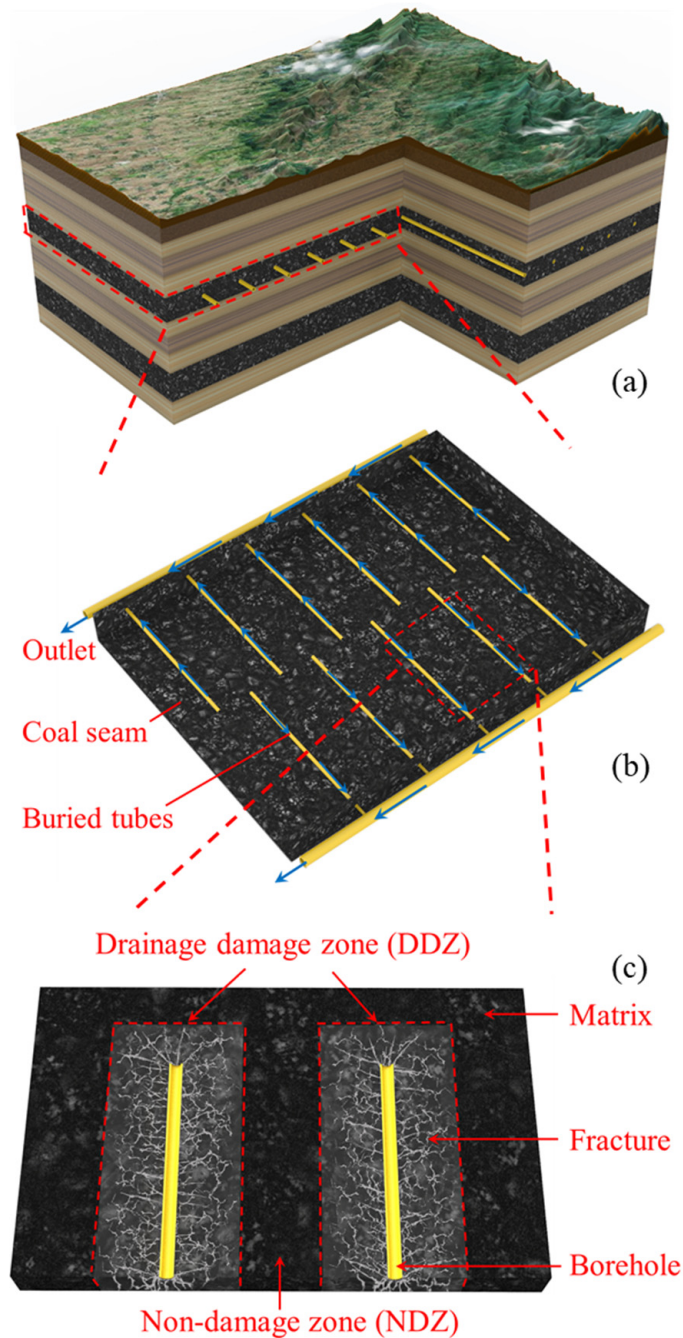 (a)
Outlet
Coal seam
(b)
Buried tubes
Drainage damage zone (DDZ)
(c)
Matrix
Fracture
Borehole
Non-damage zone (NDZ)